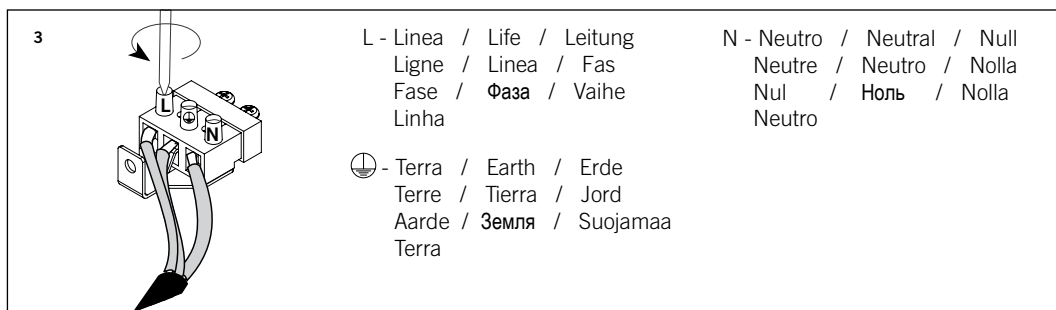 3
L
N
L - Linea / Life / Leitung
Ligne / Linea / Fas
Fase / Фаза / Vaihe
Linha
N - Neutro / Neutral / Null
Neutre / Neutro / Nolla
Nul / Ноль / Nolla
Neutro
- Terra / Earth / Erde
Terre / Tierra / Jord
Aarde / Земля / Suojamaa
Terra